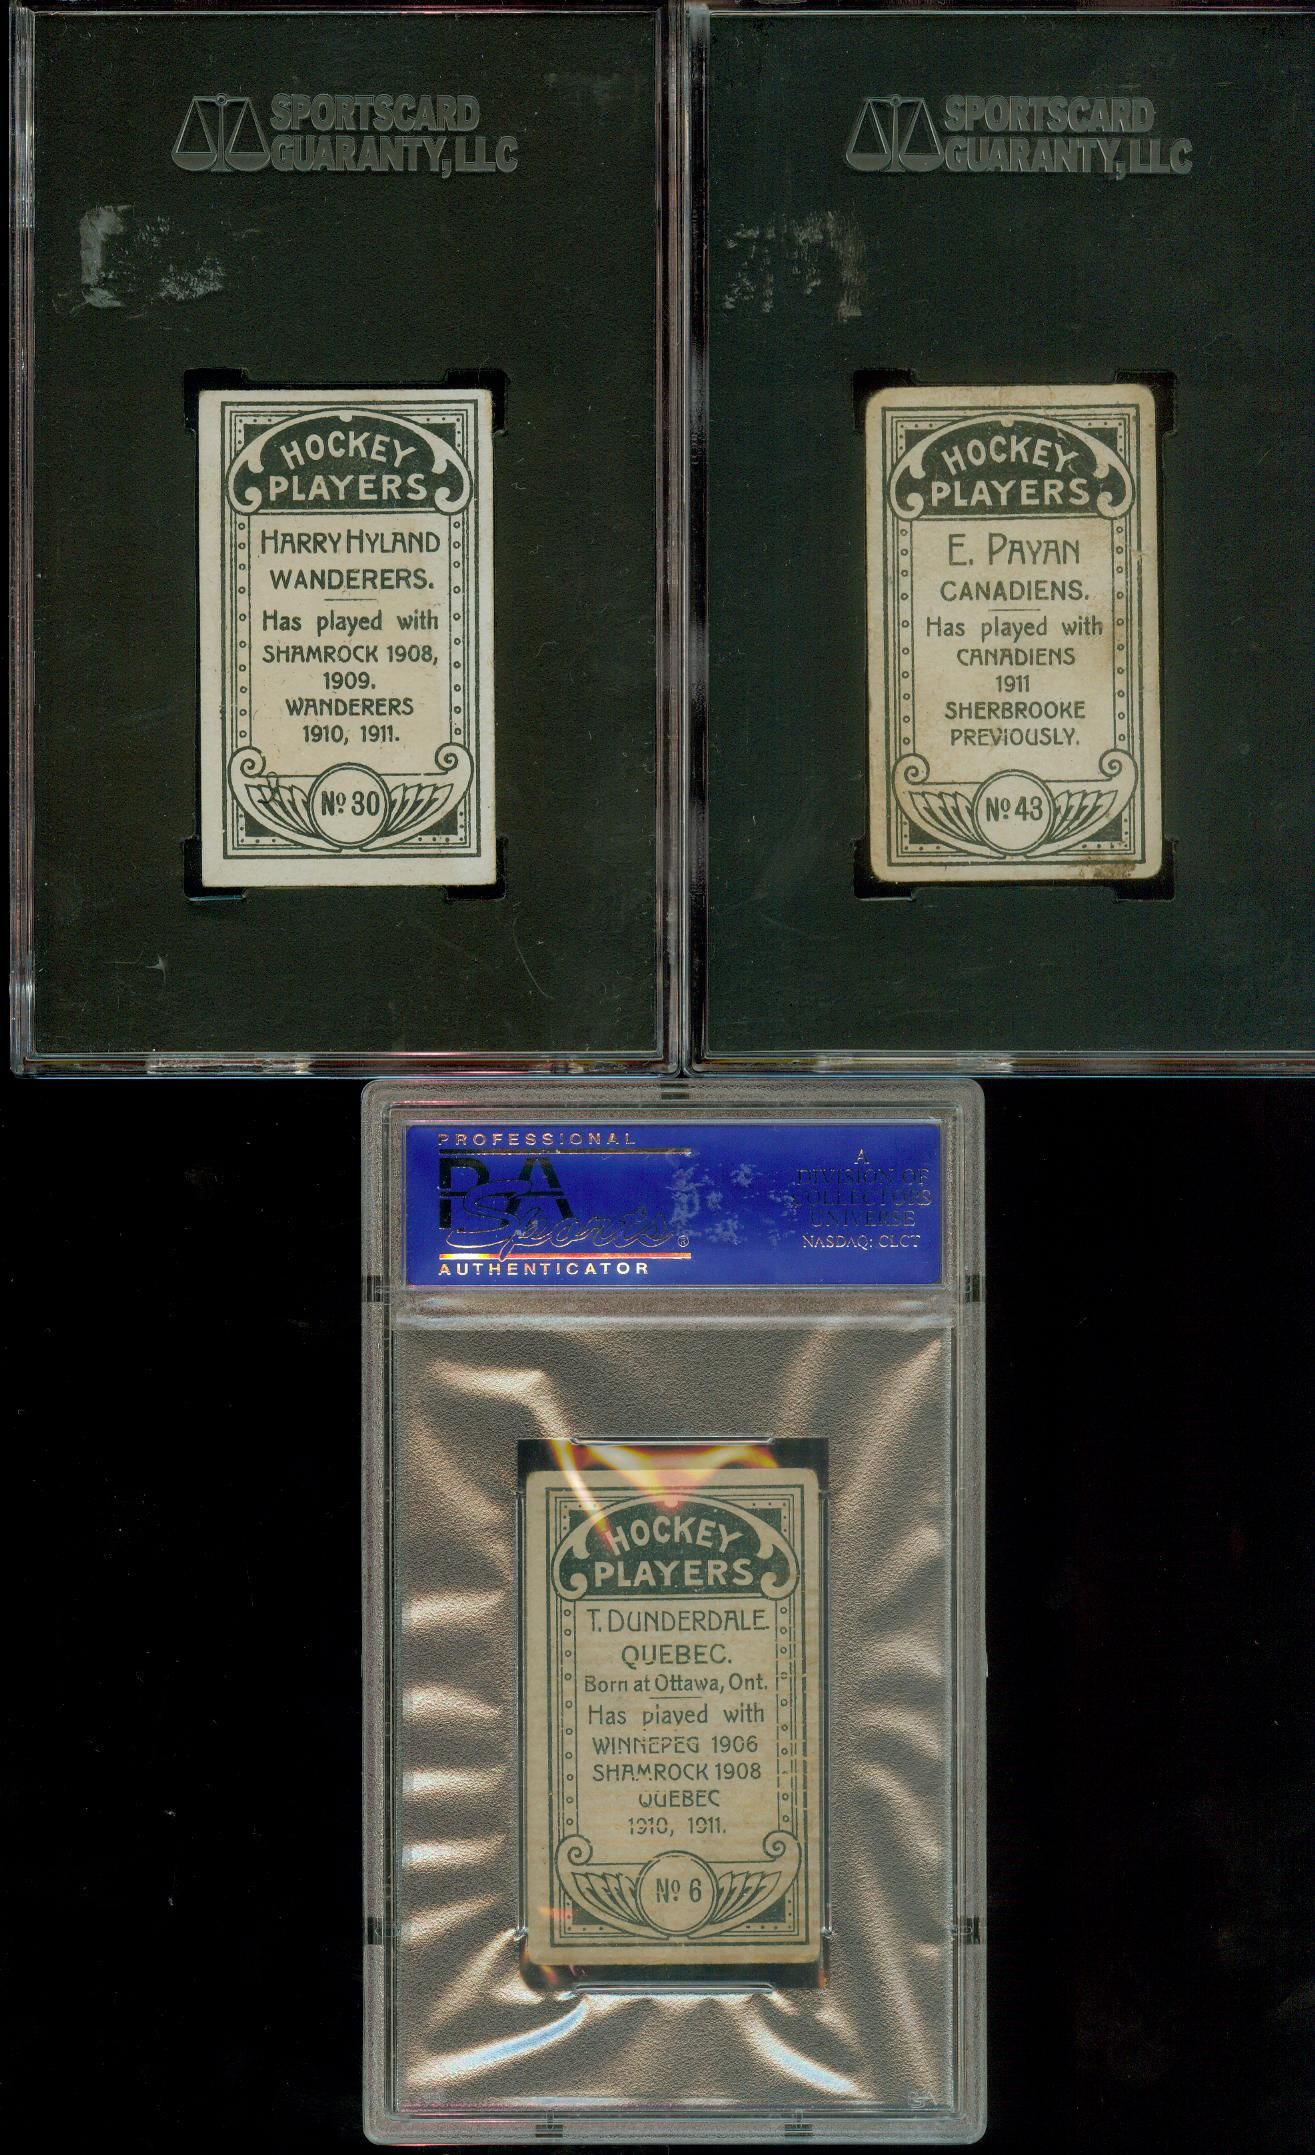 SPORTSCARD
GUARANTY, LLC
SPORTSCARD
GUARANTY, LLC
HOCKEY
PLAYERS
HARRY HYLAND
WANDERERS.
Has played with
SHAMROCK 1908,
1909.
WANDERERS
1910, 1911.
Nº 30
HOCKEY
PLAYERS
E. PAYAN
CANADIENS.
Has played with
CANADIENS
1911
SHERBROOKE
PREVIOUSLY.
Nº 43
PROFESSIONAL
PSA
Sports®
AUTHENTICATOR
A
DIVISION OF
COLLECTORS
UNIVERSE
NASDAQ: CLCT
HOCKEY
PLAYERS
T. DUNDERDALE
QUEBEC.
Born at Ottawa, Ont.
Has played with
WINNEPEG 1906
SHAMROCK 1908
QUEBEC
1910, 1911.
Nº 6
PSA